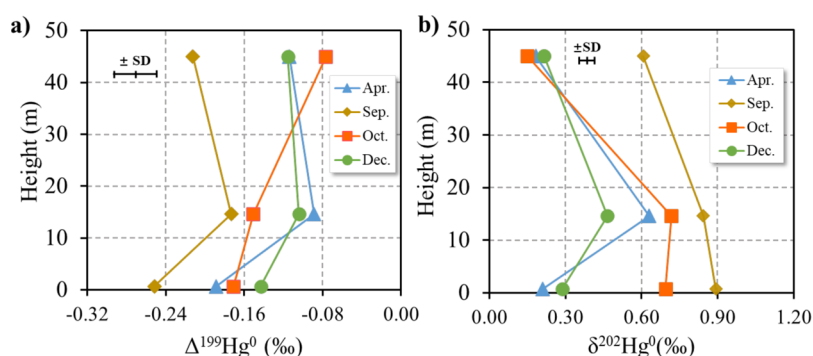 a)
50
40
30
20
10
0
Height (m)
± SD
Apr.
Sep.
Oct.
Dec.
-0.32 -0.24 -0.16 -0.08 0.00
Δ¹⁹⁹Hg⁰ (‰)
b)
50
40
30
20
10
0
Height (m)
±SD
Apr.
Sep.
Oct.
Dec.
0.00 0.30 0.60 0.90 1.20
δ²⁰²Hg⁰(‰)